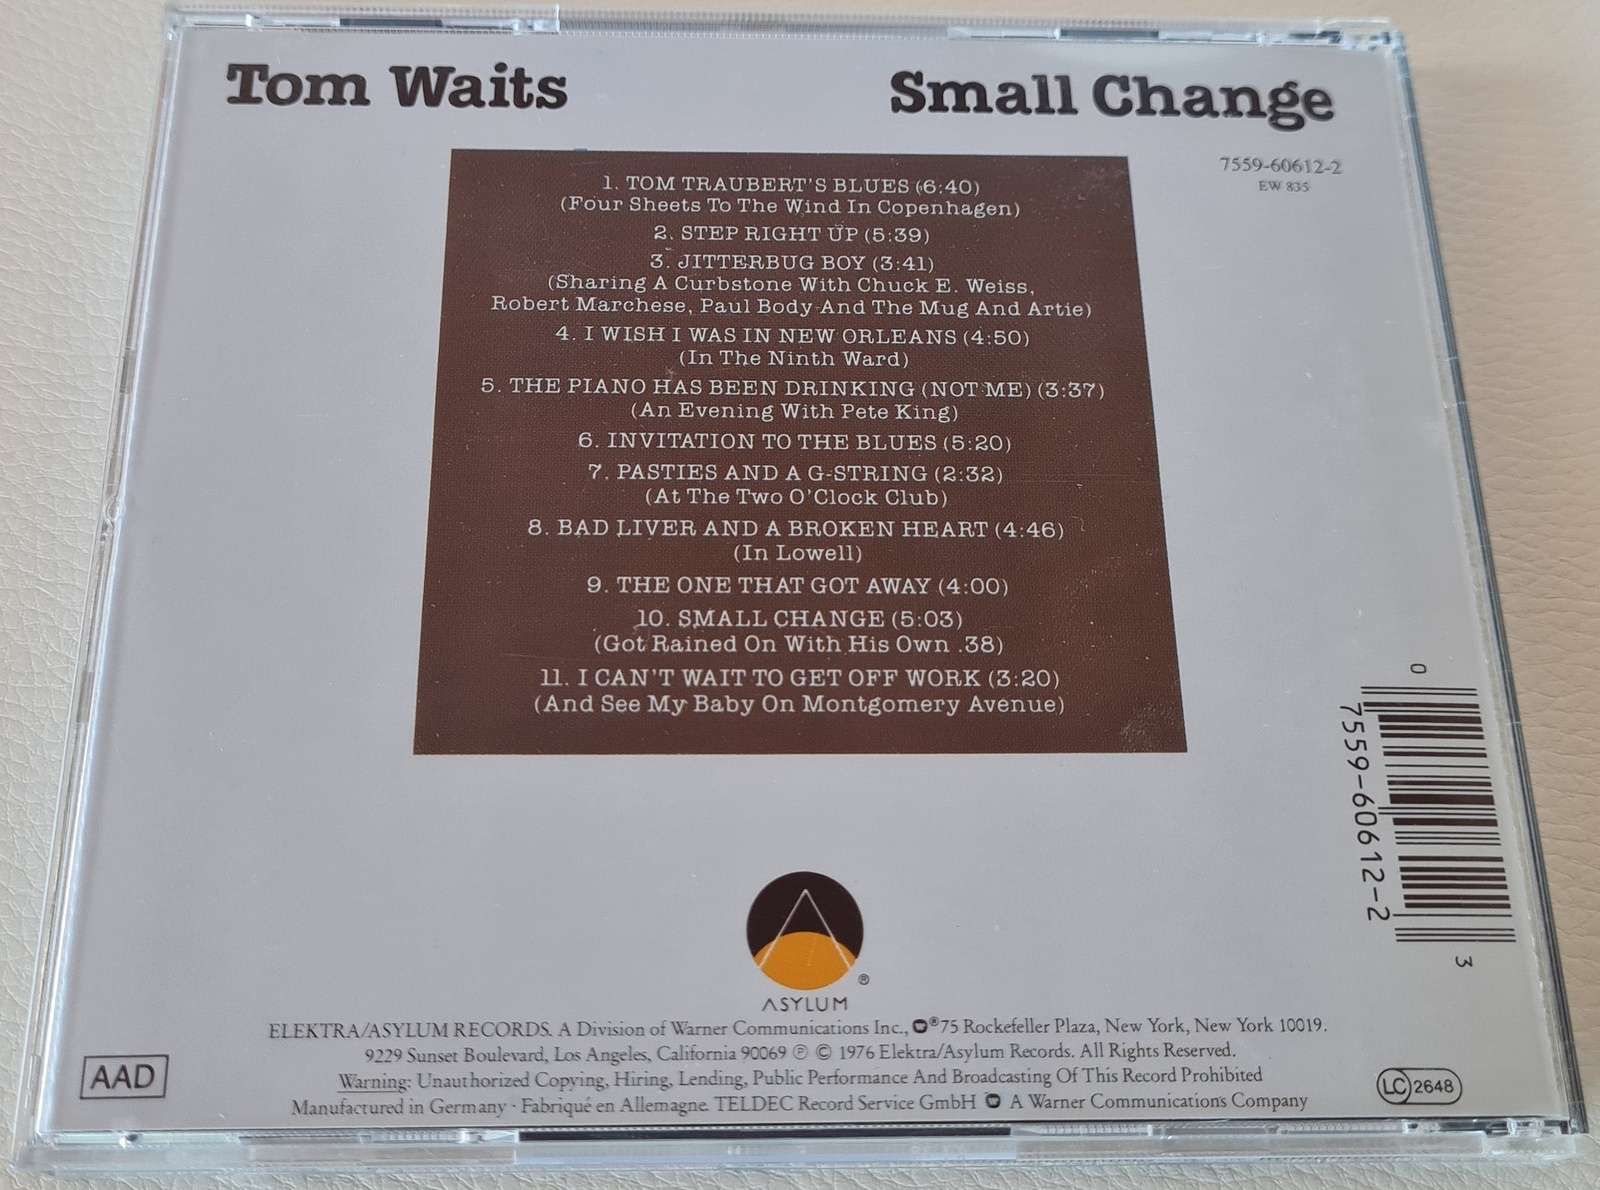 Tom Waits
Small Change
7559-60612-2
EW 835
1. TOM TRAUBERT'S BLUES (6:40)
(Four Sheets To The Wind In Copenhagen)
2. STEP RIGHT UP (5:39)
3. JITTERBUG BOY (3:41)
(Sharing A Curbstone With Chuck E. Weiss,
Robert Marchese, Paul Body And The Mug And Artie)
4. I WISH I WAS IN NEW ORLEANS (4:50)
(In The Ninth Ward)
5. THE PIANO HAS BEEN DRINKING (NOT ME) (3:37)
(An Evening With Pete King)
6. INVITATION TO THE BLUES (5:20)
7. PASTIES AND A G-STRING (2:32)
(At The Two O'Clock Club)
8. BAD LIVER AND A BROKEN HEART (4:46)
(In Lowell)
9. THE ONE THAT GOT AWAY (4:00)
10. SMALL CHANGE (5:03)
(Got Rained On With His Own .38)
11. I CAN'T WAIT TO GET OFF WORK (3:20)
(And See My Baby On Montgomery Avenue)
0
7559-60612-2
3
®
ASYLUM
ELEKTRA/ASYLUM RECORDS. A Division of Warner Communications Inc., ® 75 Rockefeller Plaza, New York, New York 10019.
9229 Sunset Boulevard, Los Angeles, California 90069 ℗ © 1976 Elektra/Asylum Records. All Rights Reserved.
Warning: Unauthorized Copying, Hiring, Lending, Public Performance And Broadcasting Of This Record Prohibited
Manufactured in Germany · Fabriqué en Allemagne. TELDEC Record Service GmbH A Warner Communications Company
AAD
LC 2648